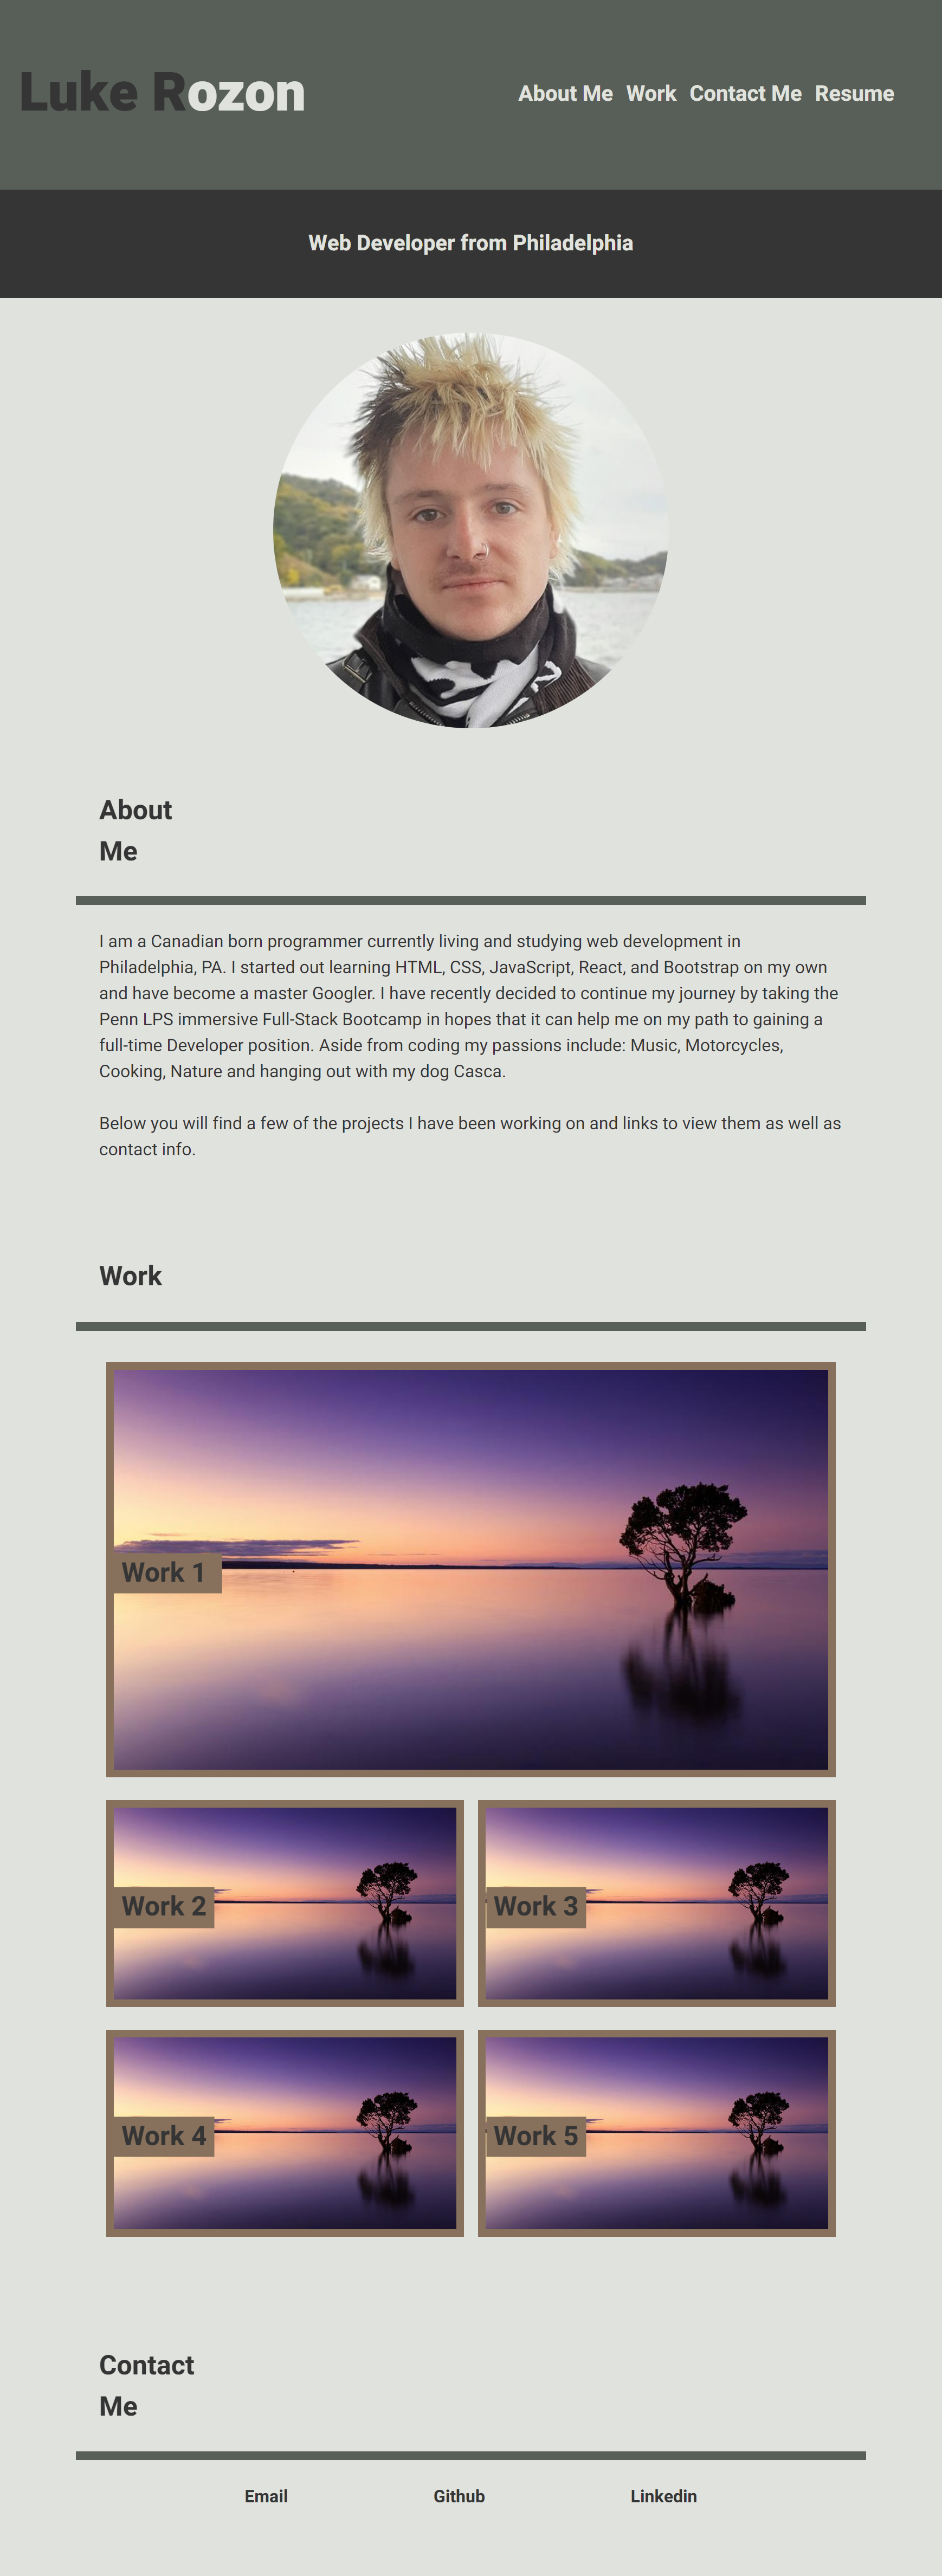 Luke Rozon
About Me Work Contact Me Resume
Web Developer from Philadelphia
About
Me
I am a Canadian born programmer currently living and studying web development in
Philadelphia, PA. I started out learning HTML, CSS, JavaScript, React, and Bootstrap on my own
and have become a master Googler. I have recently decided to continue my journey by taking the
Penn LPS immersive Full-Stack Bootcamp in hopes that it can help me on my path to gaining a
full-time Developer position. Aside from coding my passions include: Music, Motorcycles,
Cooking, Nature and hanging out with my dog Casca.
Below you will find a few of the projects I have been working on and links to view them as well as
contact info.
Work
Work 1
Work 2
Work 3
Work 4
Work 5
Contact
Me
Email
Github
Linkedin